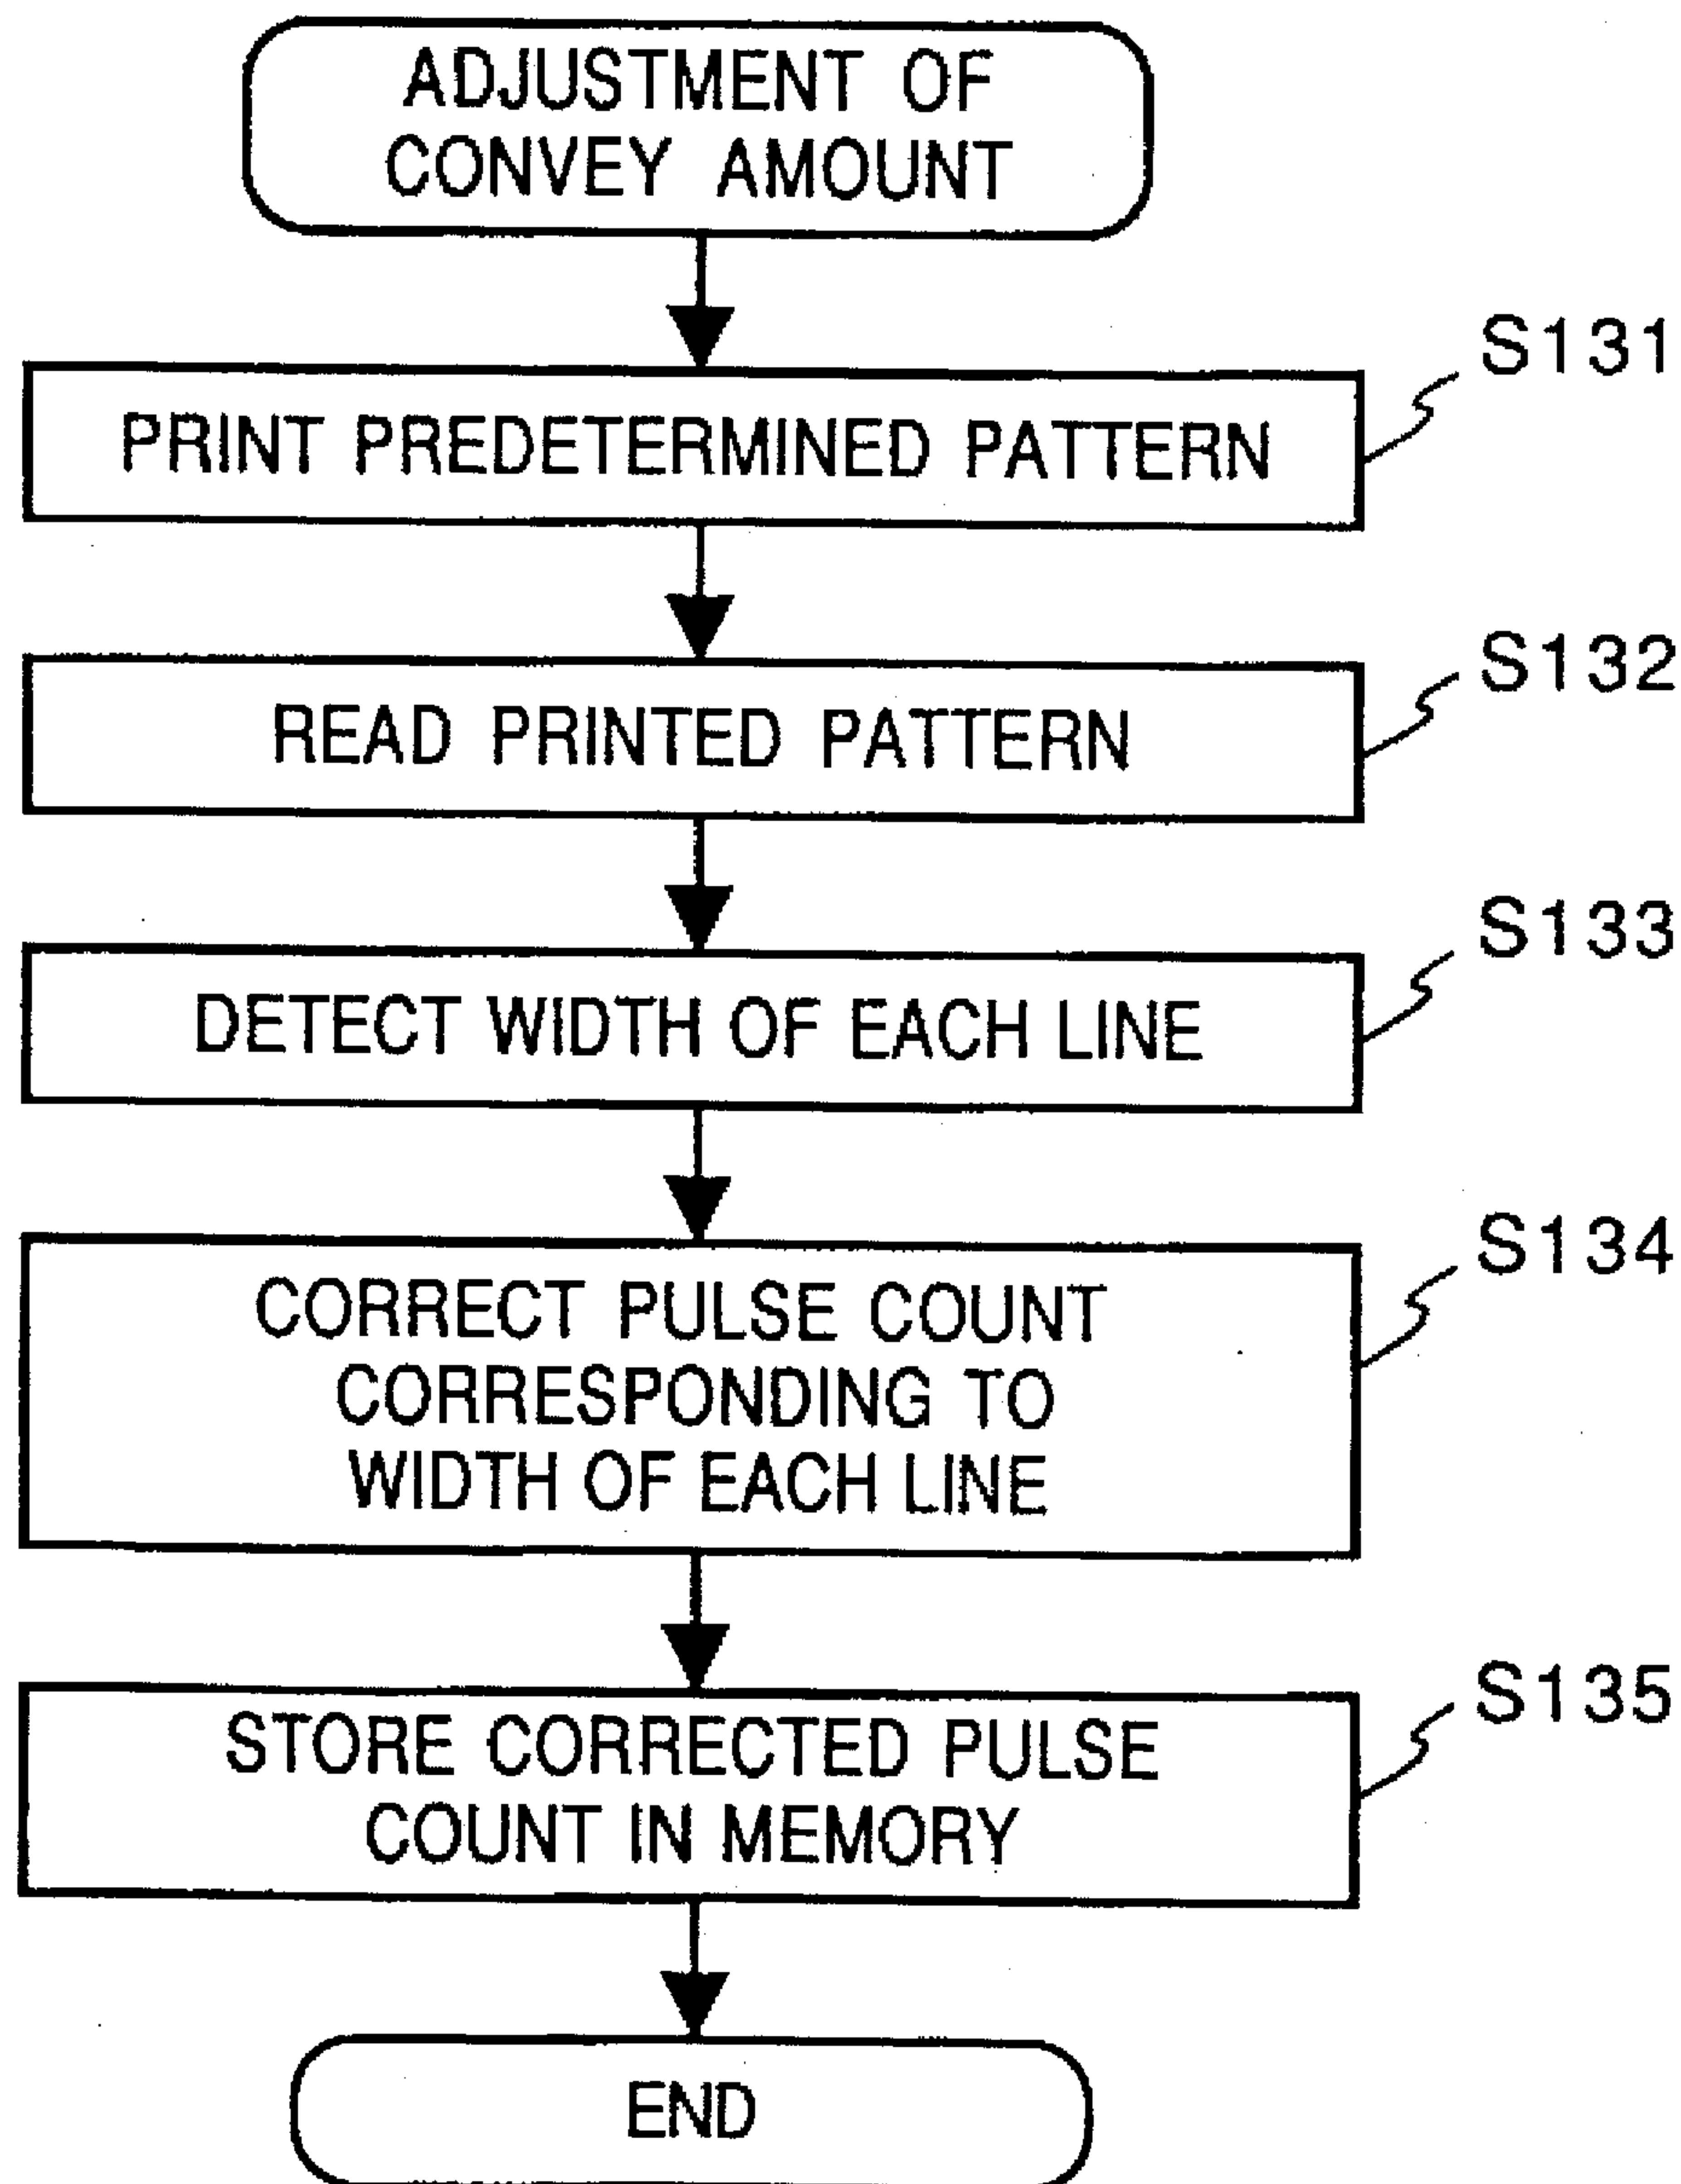 ADJUSTMENT OF
CONVEY AMOUNT
S131
PRINT PREDETERMINED PATTERN
S132
READ PRINTED PATTERN
S133
DETECT WIDTH OF EACH LINE
S134
CORRECT PULSE COUNT
CORRESPONDING TO
WIDTH OF EACH LINE
S135
STORE CORRECTED PULSE
COUNT IN MEMORY
END